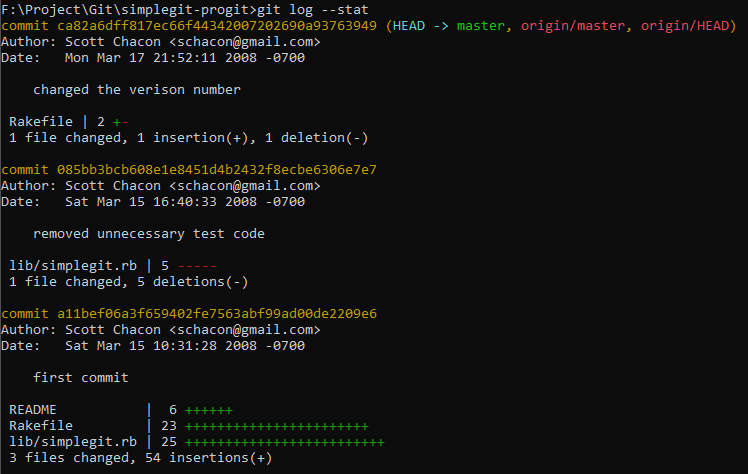 F:\Project\Git\simplegit-progit>git log --stat
commit ca82a6dff817ec66f44342007202690a93763949 (HEAD -> master, origin/master, origin/HEAD)
Author: Scott Chacon <schacon@gmail.com>
Date:   Mon Mar 17 21:52:11 2008 -0700

    changed the verison number

 Rakefile | 2 +-
 1 file changed, 1 insertion(+), 1 deletion(-)

commit 085bb3bcb608e1e8451d4b2432f8ecbe6306e7e7
Author: Scott Chacon <schacon@gmail.com>
Date:   Sat Mar 15 16:40:33 2008 -0700

    removed unnecessary test code

 lib/simplegit.rb | 5 -----
 1 file changed, 5 deletions(-)

commit a11bef06a3f659402fe7563abf99ad00de2209e6
Author: Scott Chacon <schacon@gmail.com>
Date:   Sat Mar 15 10:31:28 2008 -0700

    first commit

 README           |  6 ++++++
 Rakefile         | 23 +++++++++++++++++++++++
 lib/simplegit.rb | 25 +++++++++++++++++++++++++
 3 files changed, 54 insertions(+)